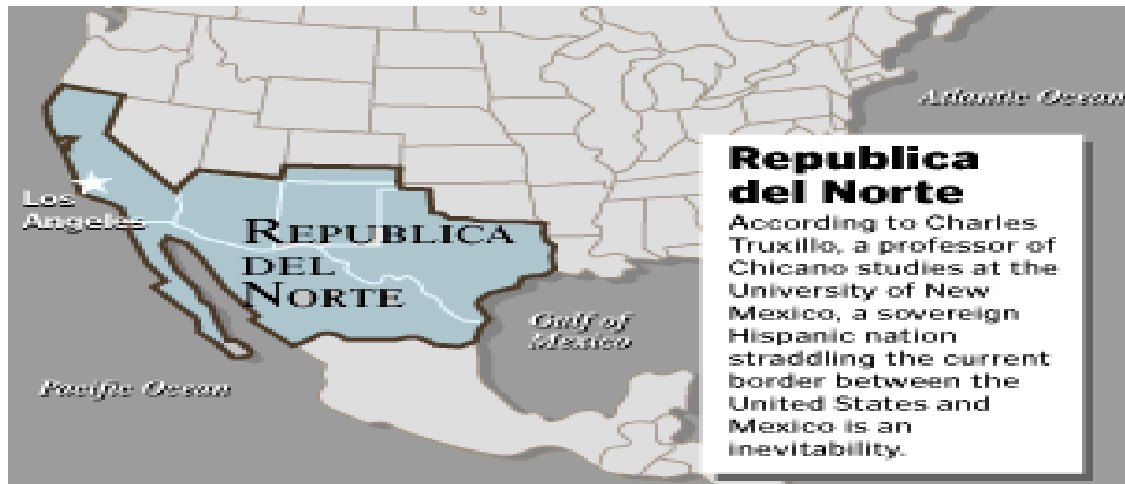 Atlantic Ocean
Republica
del Norte
According to Charles
Truxillo, a professor of
Chicano studies at the
University of New
Mexico, a sovereign
Hispanic nation
straddling the current
border between the
United States and
Mexico is an
inevitability.
Los
Angeles
REPUBLICA
DEL
NORTE
Gulf of
Mexico
Pacific Ocean